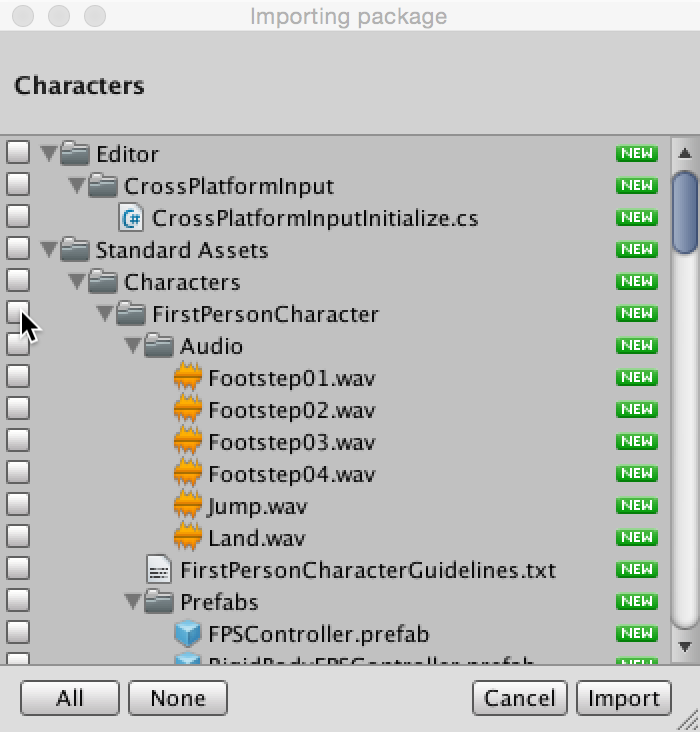 Importing package
Characters
Editor NEW
CrossPlatformInput NEW
C# CrossPlatformInputInitialize.cs NEW
Standard Assets NEW
Characters NEW
FirstPersonCharacter NEW
Audio NEW
Footstep01.wav NEW
Footstep02.wav NEW
Footstep03.wav NEW
Footstep04.wav NEW
Jump.wav NEW
Land.wav NEW
FirstPersonCharacterGuidelines.txt NEW
Prefabs NEW
FPSController.prefab NEW
RigidBodyFPSController.prefab NEW
All None Cancel Import